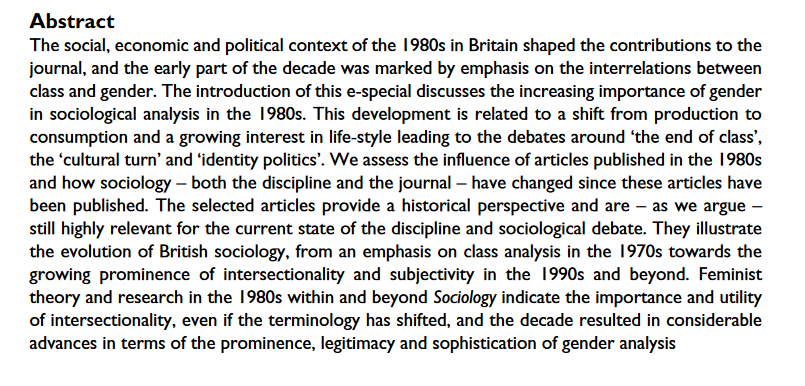 Abstract
The social, economic and political context of the 1980s in Britain shaped the contributions to the
journal, and the early part of the decade was marked by emphasis on the interrelations between
class and gender. The introduction of this e-special discusses the increasing importance of gender
in sociological analysis in the 1980s. This development is related to a shift from production to
consumption and a growing interest in life-style leading to the debates around ‘the end of class’,
the ‘cultural turn’ and ‘identity politics’. We assess the influence of articles published in the 1980s
and how sociology – both the discipline and the journal – have changed since these articles have
been published. The selected articles provide a historical perspective and are – as we argue –
still highly relevant for the current state of the discipline and sociological debate. They illustrate
the evolution of British sociology, from an emphasis on class analysis in the 1970s towards the
growing prominence of intersectionality and subjectivity in the 1990s and beyond. Feminist
theory and research in the 1980s within and beyond Sociology indicate the importance and utility
of intersectionality, even if the terminology has shifted, and the decade resulted in considerable
advances in terms of the prominence, legitimacy and sophistication of gender analysis